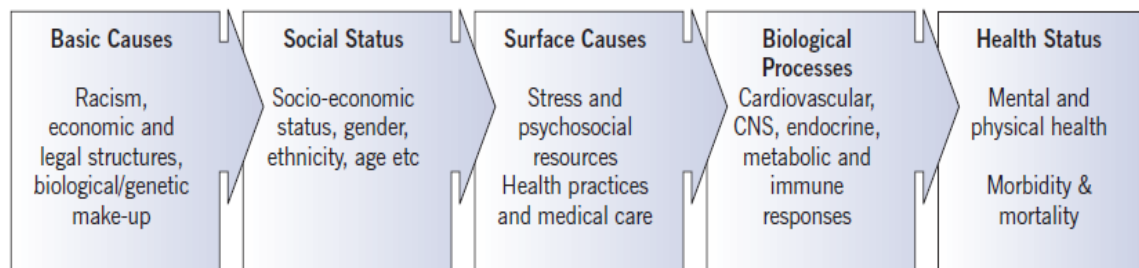 Basic Causes
Racism,
economic and
legal structures,
biological/genetic
make-up
Social Status
Socio-economic
status, gender,
ethnicity, age etc
Surface Causes
Stress and
psychosocial
resources
Health practices
and medical care
Biological
Processes
Cardiovascular,
CNS, endocrine,
metabolic and
immune
responses
Health Status
Mental and
physical health
Morbidity &
mortality